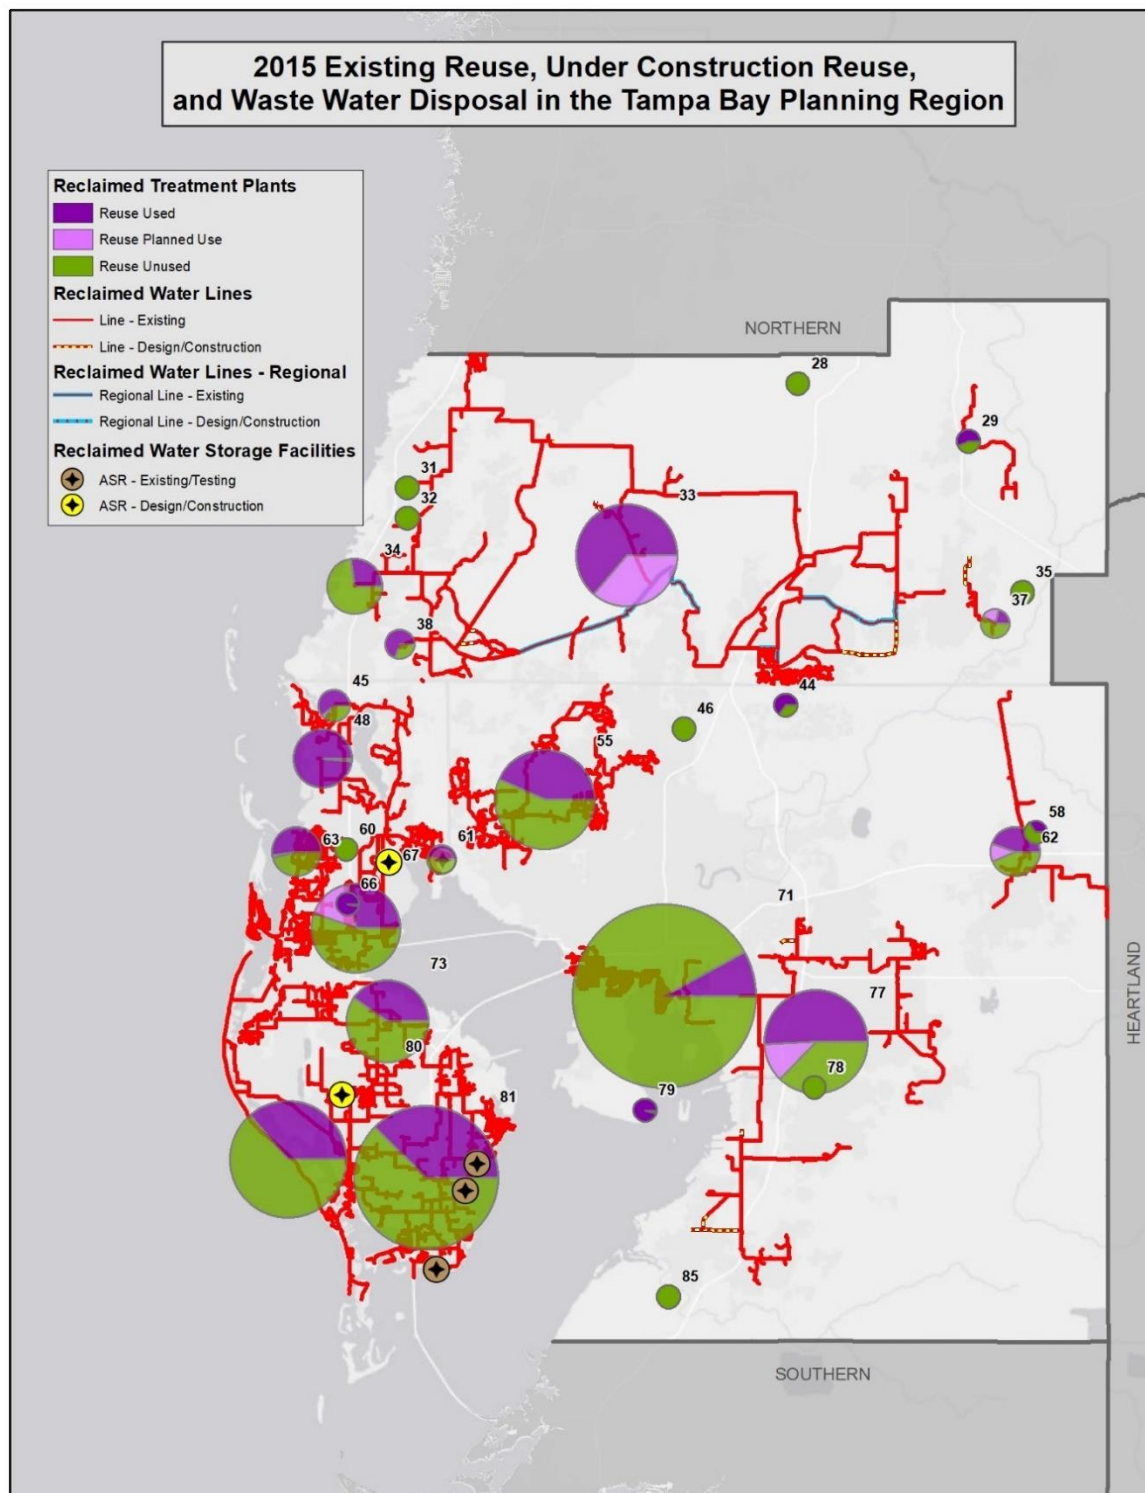 2015 Existing Reuse, Under Construction Reuse,
and Waste Water Disposal in the Tampa Bay Planning Region
Reclaimed Treatment Plants
Reuse Used
Reuse Planned Use
Reuse Unused
Reclaimed Water Lines
Line - Existing
Line - Design/Construction
Reclaimed Water Lines - Regional
Regional Line - Existing
Regional Line - Design/Construction
Reclaimed Water Storage Facilities
ASR - Existing/Testing
ASR - Design/Construction
NORTHERN
28
29
31
32
33
34
35
37
38
44
45
46
48
55
58
60
61
62
63
66
67
71
73
77
78
79
80
81
85
HEARTLAND
SOUTHERN